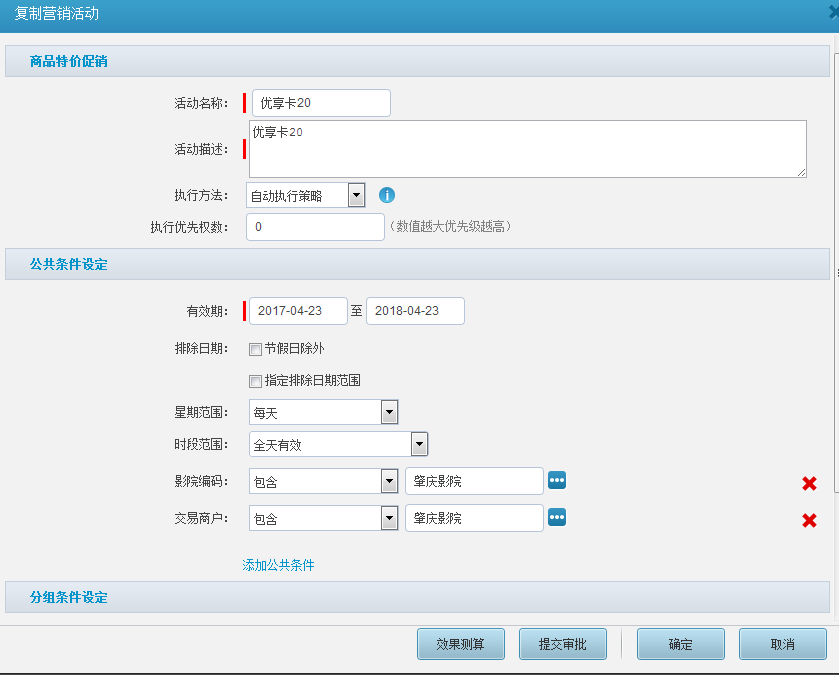 复制营销活动
商品特价促销
活动名称： 优享卡20
活动描述： 优享卡20
执行方法： 自动执行策略
执行优先权数： 0 （数值越大优先级越高）
公共条件设定
有效期： 2017-04-23 至 2018-04-23
排除日期： 节假日除外
指定排除日期范围
星期范围： 每天
时段范围： 全天有效
影院编码： 包含 肇庆影院
交易商户： 包含 肇庆影院
添加公共条件
分组条件设定
效果测算 提交审批 确定 取消